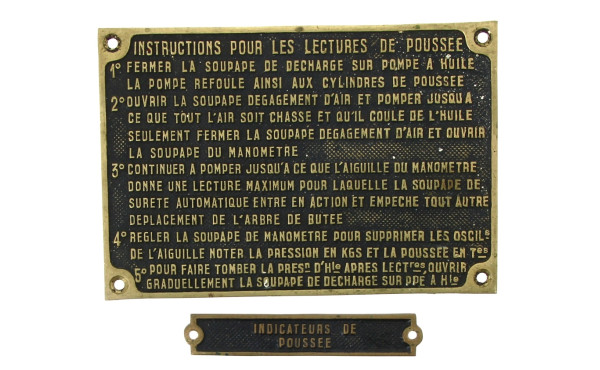 INSTRUCTIONS POUR LES LECTURES DE POUSSEE
1° FERMER LA SOUPAPE DE DECHARGE SUR POMPE A HUILE
LA POMPE REFOULE AINSI AUX CYLINDRES DE POUSSEE
2° OUVRIR LA SOUPAPE DEGAGEMENT D'AIR ET POMPER JUSQU'A
CE QUE TOUT L'AIR SOIT CHASSE ET QU'IL COULE DE L'HUILE
SEULEMENT FERMER LA SOUPAPE DEGAGEMENT D'AIR ET OUVRIR
LA SOUPAPE DU MANOMETRE
3° CONTINUER A POMPER JUSQU'A CE QUE L'AIGUILLE DU MANOMETRE
DONNE UNE LECTURE MAXIMUM POUR LAQUELLE LA SOUPAPE DE
SURETE AUTOMATIQUE ENTRE EN ACTION ET EMPECHE TOUT AUTRE
DEPLACEMENT DE L'ARBRE DE BUTEE
4° REGLER LA SOUPAPE DE MANOMETRE POUR SUPPRIMER LES OSCILˢ
DE L'AIGUILLE NOTER LA PRESSION EN KGS ET LA POUSSEE EN Tᵉˢ
5° POUR FAIRE TOMBER LA PRESⁿ D'Hˡᵉ APRES LECTʳᵉˢ OUVRIR
GRADUELLEMENT LA SOUPAPE DE DECHARGE SUR PPE A Hˡᵉ
INDICATEURS DE
POUSSEE